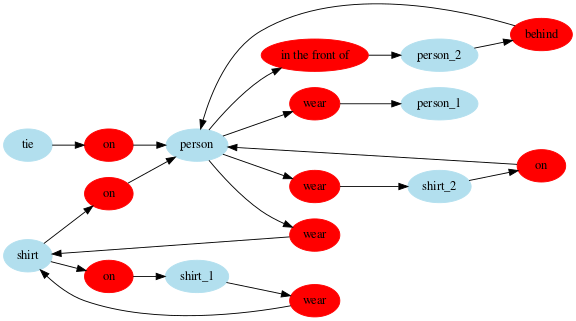 behind
in the front of
person_2
wear
person_1
tie
on
person
on
wear
shirt_2
on
wear
shirt
on
shirt_1
wear